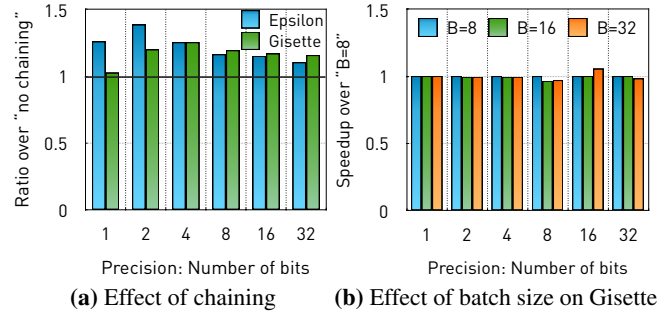 Ratio over "no chaining"
1.5
1
0.5
0
Epsilon
Gisette
1 2 4 8 16 32
Precision: Number of bits
(a) Effect of chaining
Speedup over "B=8"
1.5
1
0.5
0
B=8 B=16 B=32
1 2 4 8 16 32
Precision: Number of bits
(b) Effect of batch size on Gisette